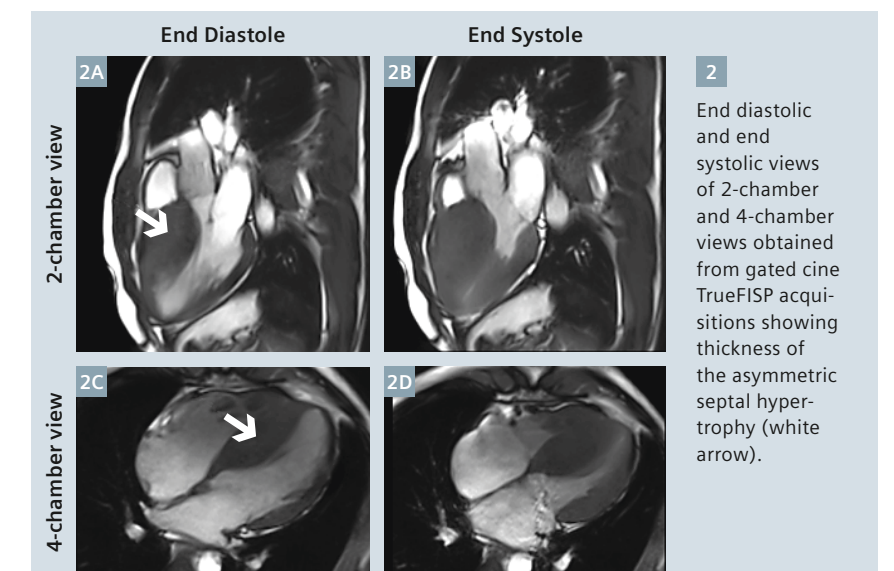 End Diastole
End Systole
2-chamber view
2A
2B
4-chamber view
2C
2D
2
End diastolic
and end
systolic views
of 2-chamber
and 4-chamber
views obtained
from gated cine
TrueFISP acqui-
sitions showing
thickness of
the asymmetric
septal hyper-
trophy (white
arrow).